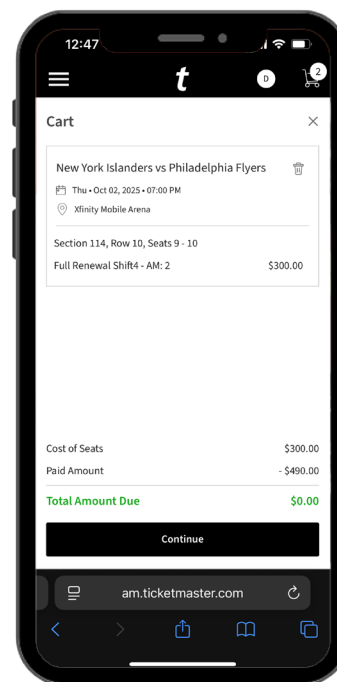 12:47
t
D
2
Cart
New York Islanders vs Philadelphia Flyers
Thu • Oct 02, 2025 • 07:00 PM
Xfinity Mobile Arena
Section 114, Row 10, Seats 9 - 10
Full Renewal Shift4 - AM: 2 $300.00
Cost of Seats $300.00
Paid Amount - $490.00
Total Amount Due $0.00
Continue
am.ticketmaster.com